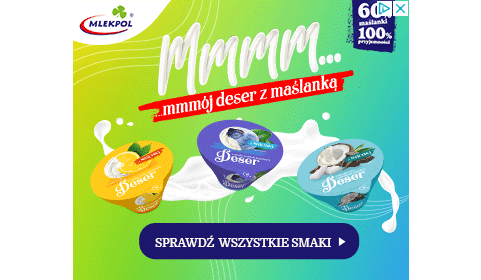 MLEKPOL
Mmmm...
...mmmój deser z maślanką
60%
maślanki
100%
przyjemności
Deser
Deser
Deser
SPRAWDŹ WSZYSTKIE SMAKI